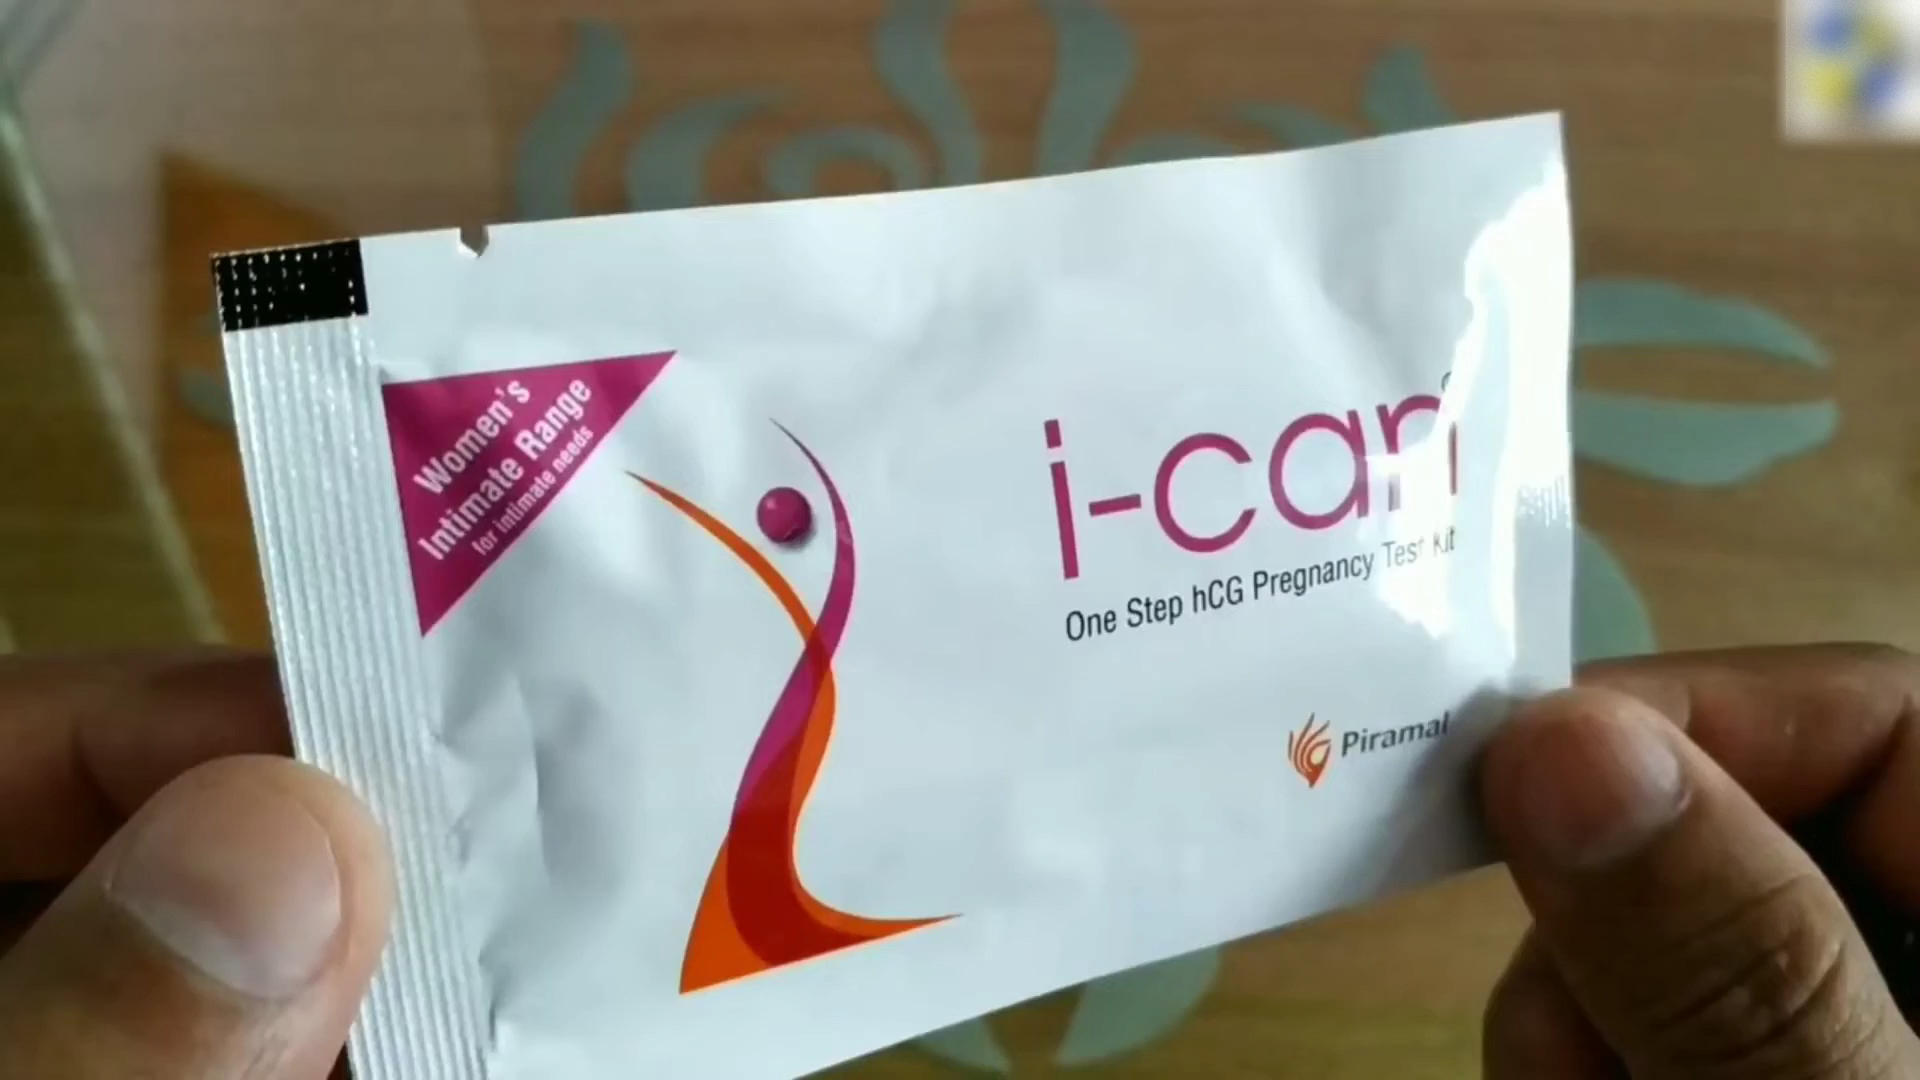 Women's
Intimate Range
for intimate needs
i-can
One Step hCG Pregnancy Test Kit
Piramal